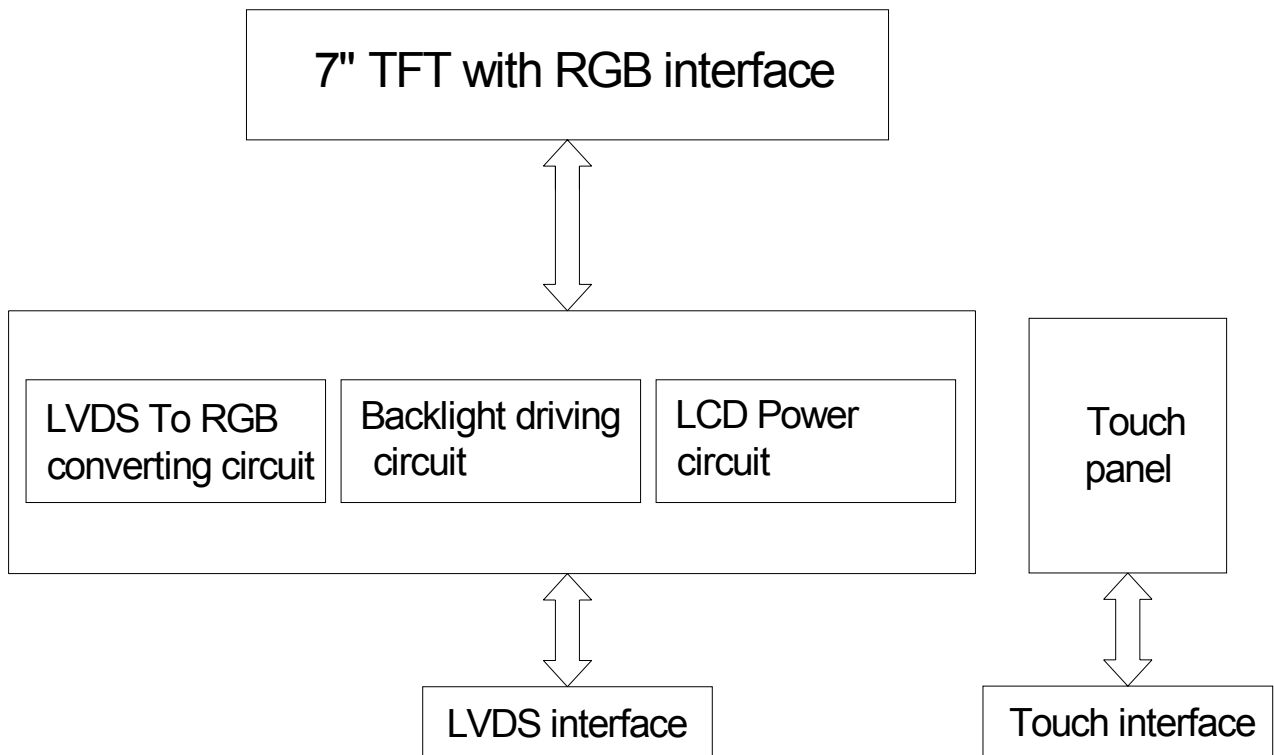 7" TFT with RGB interface
LVDS To RGB
converting circuit
Backlight driving
circuit
LCD Power
circuit
Touch
panel
LVDS interface
Touch interface